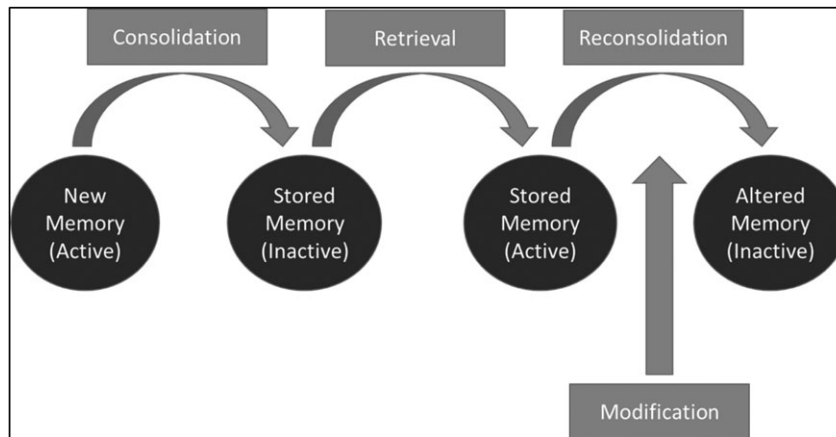 Consolidation
Retrieval
Reconsolidation
New
Memory
(Active)
Stored
Memory
(Inactive)
Stored
Memory
(Active)
Altered
Memory
(Inactive)
Modification